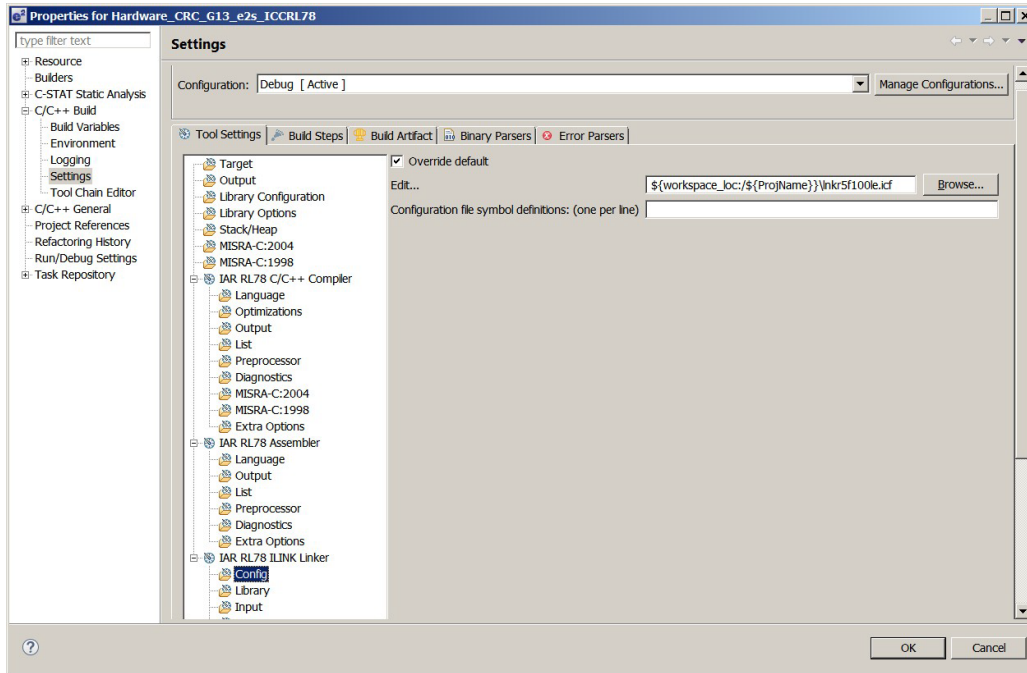 Properties for Hardware_CRC_G13_e2s_ICCRL78
type filter text
Resource
Builders
C-STAT Static Analysis
C/C++ Build
Build Variables
Environment
Logging
Settings
Tool Chain Editor
C/C++ General
Project References
Refactoring History
Run/Debug Settings
Task Repository
Settings
Configuration: Debug [ Active ] Manage Configurations...
Tool Settings Build Steps Build Artifact Binary Parsers Error Parsers
Target
Output
Library Configuration
Library Options
Stack/Heap
MISRA-C:2004
MISRA-C:1998
IAR RL78 C/C++ Compiler
Language
Optimizations
Output
List
Preprocessor
Diagnostics
MISRA-C:2004
MISRA-C:1998
Extra Options
IAR RL78 Assembler
Language
Output
List
Preprocessor
Diagnostics
Extra Options
IAR RL78 ILINK Linker
Config
Library
Input
Override default
Edit... ${workspace_loc:/${ProjName}}\lnkr5f100le.icf Browse...
Configuration file symbol definitions: (one per line)
OK Cancel